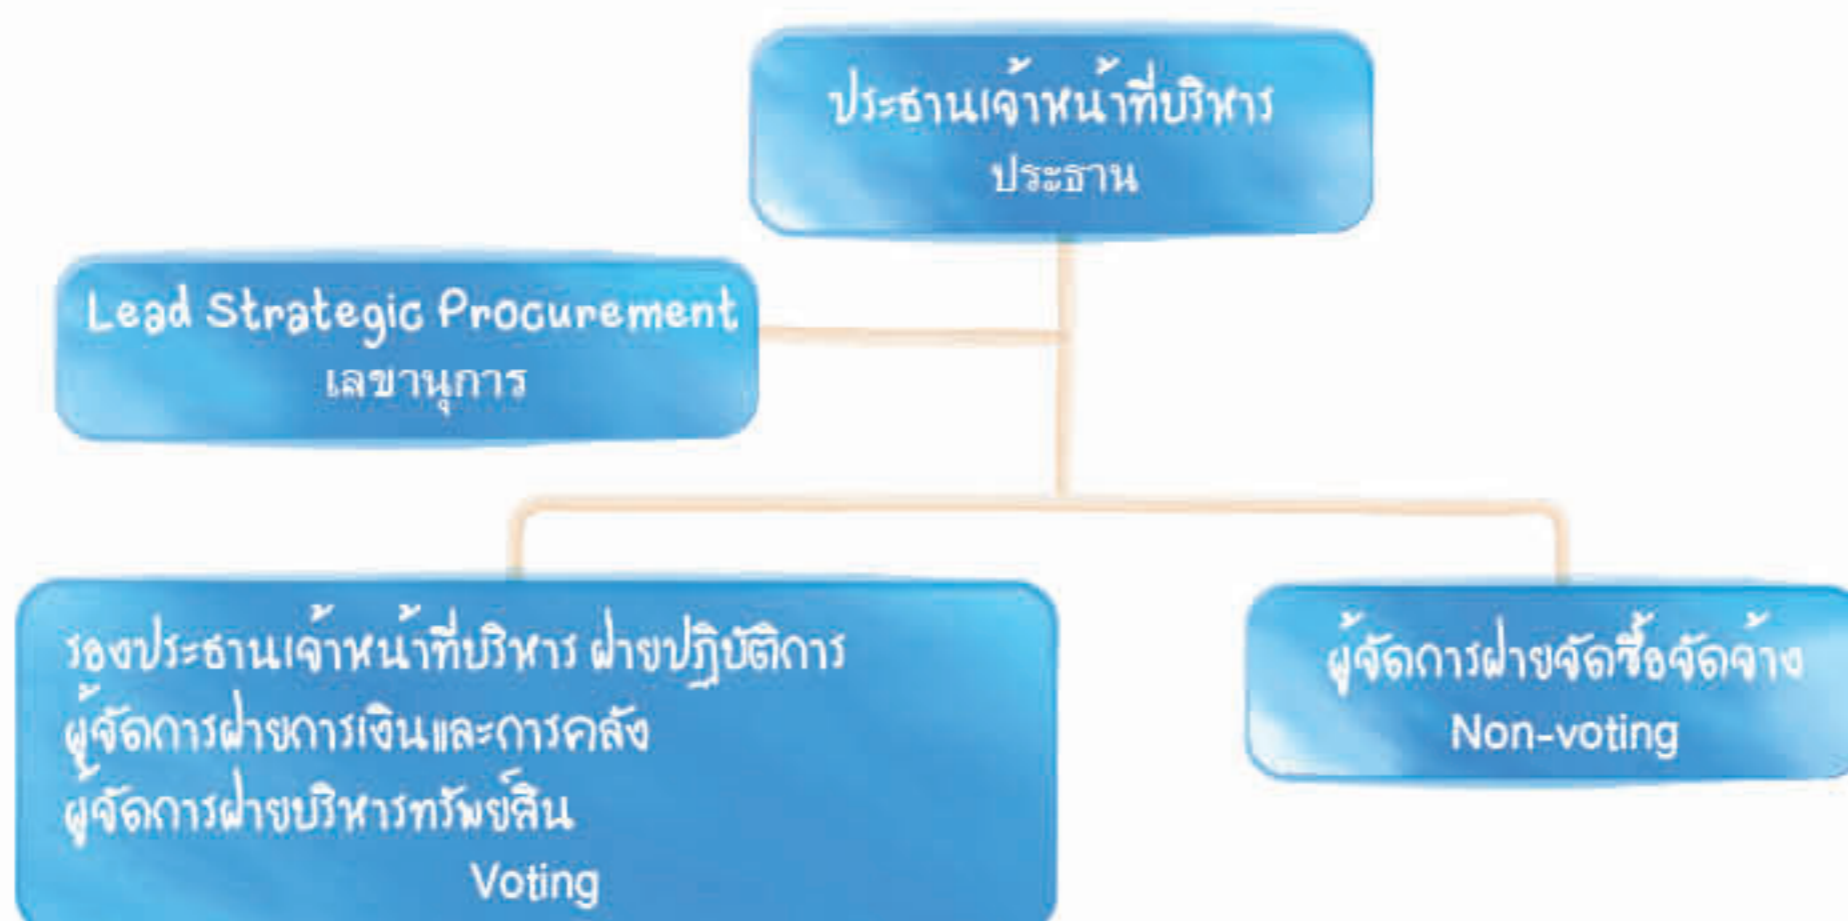 ประธานเจ้าหน้าที่บริหาร
ประธาน
Lead Strategic Procurement
เลขานุการ
รองประธานเจ้าหน้าที่บริหาร ฝ่ายปฏิบัติการ
ผู้จัดการฝ่ายการเงินและการคลัง
ผู้จัดการฝ่ายบริหารทรัพย์สิน
Voting
ผู้จัดการฝ่ายจัดซื้อจัดจ้าง
Non-voting